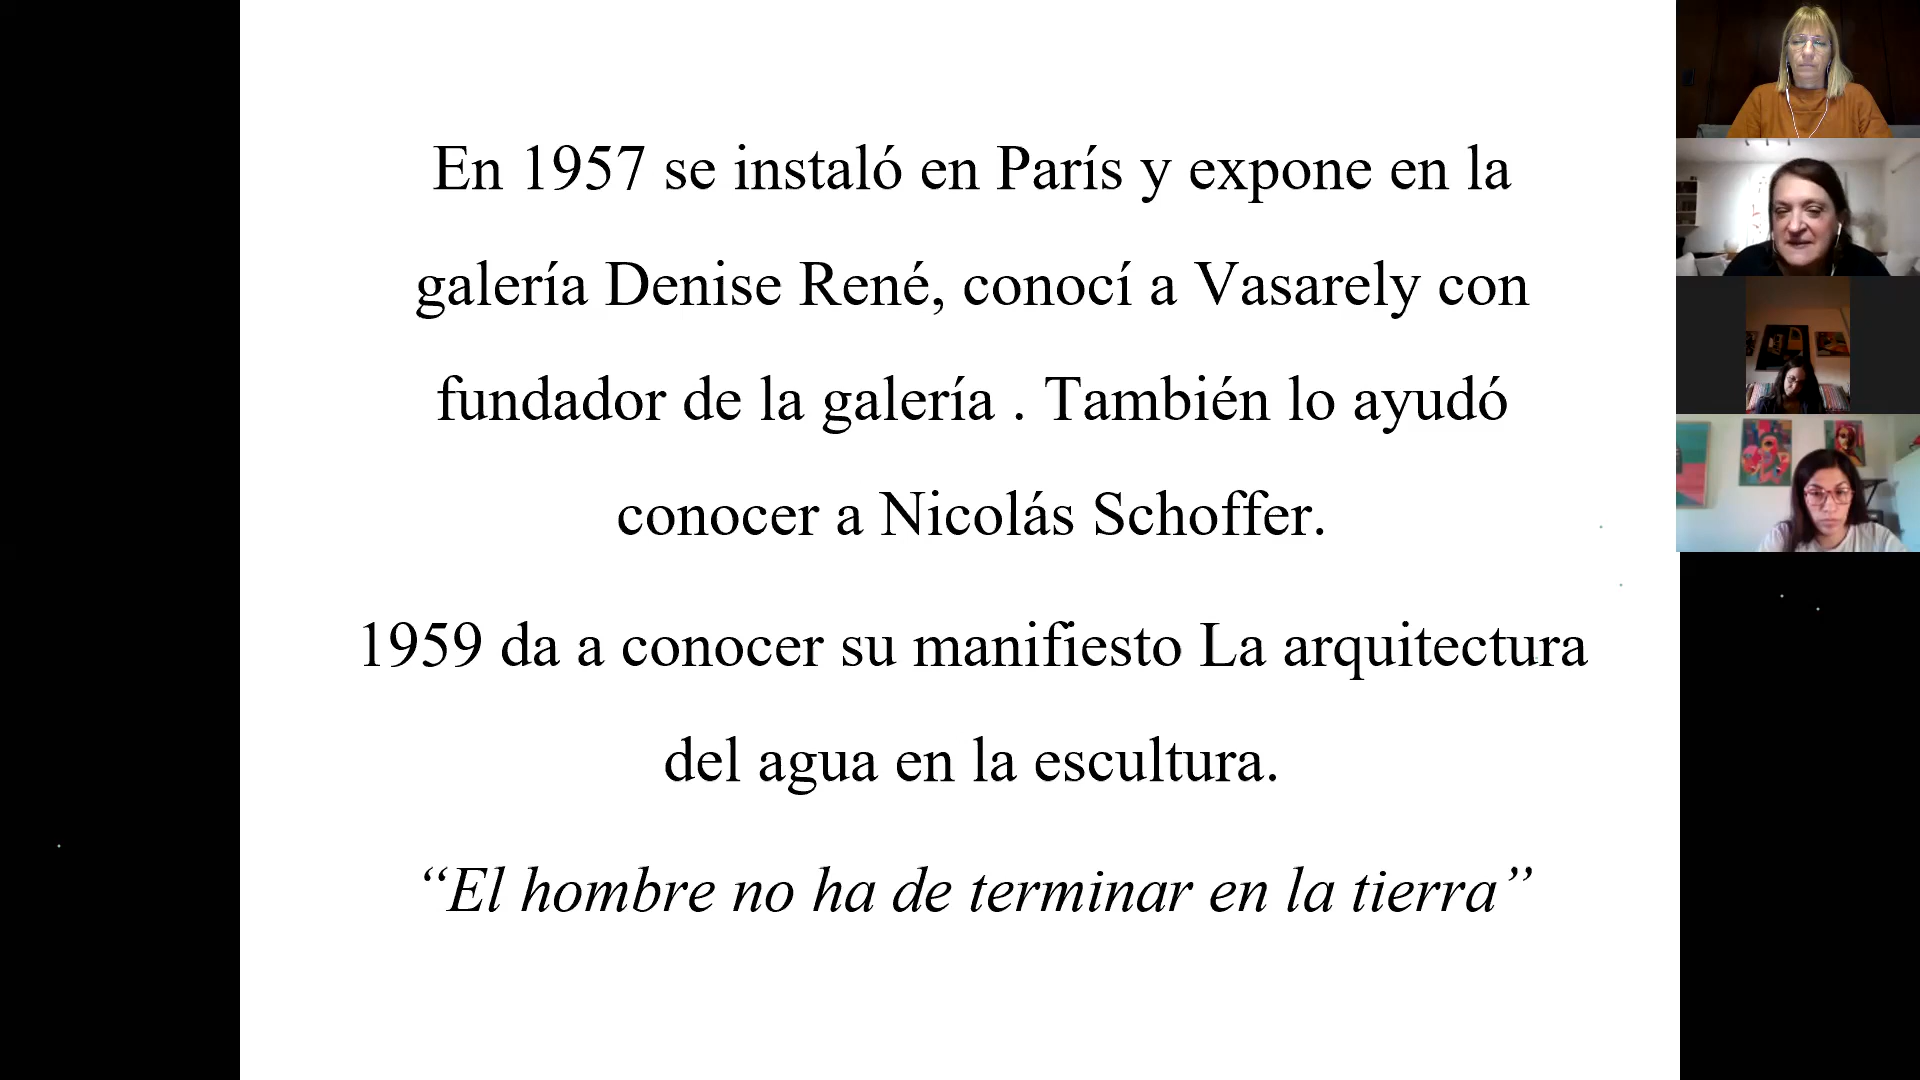 En 1957 se instaló en París y expone en la
galería Denise René, conocí a Vasarely con
fundador de la galería . También lo ayudó
conocer a Nicolás Schoffer.
1959 da a conocer su manifiesto La arquitectura
del agua en la escultura.
“El hombre no ha de terminar en la tierra”